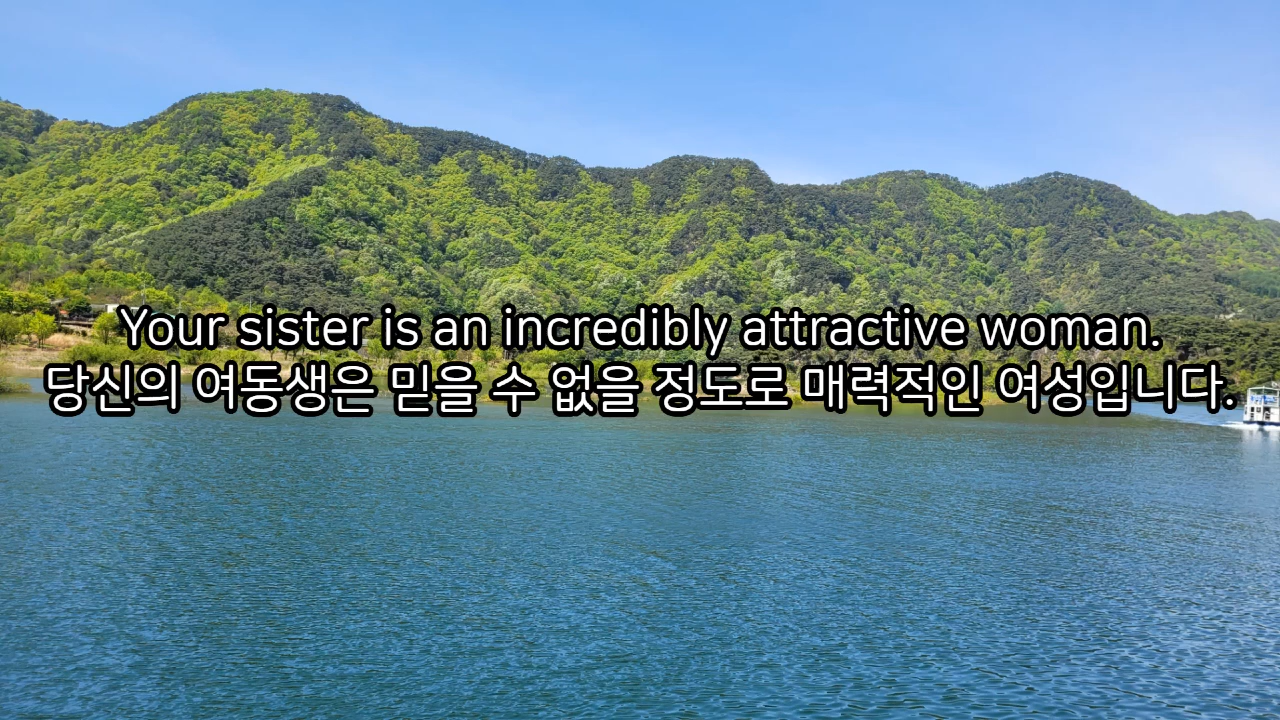 Your sister is an incredibly attractive woman.
당신의 여동생은 믿을 수 없을 정도로 매력적인 여성입니다.